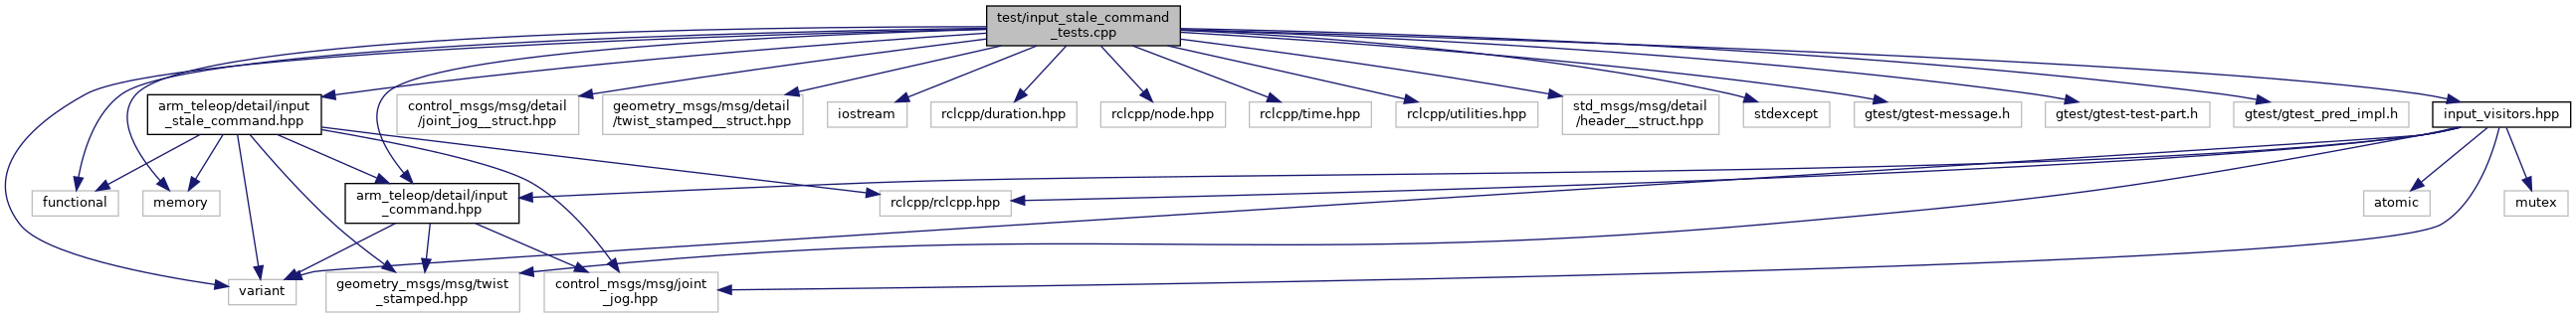 test/input_stale_command
_tests.cpp
arm_teleop/detail/input
_stale_command.hpp
control_msgs/msg/detail
/joint_jog__struct.hpp
geometry_msgs/msg/detail
/twist_stamped__struct.hpp
iostream
rclcpp/duration.hpp
rclcpp/node.hpp
rclcpp/time.hpp
rclcpp/utilities.hpp
std_msgs/msg/detail
/header__struct.hpp
stdexcept
gtest/gtest-message.h
gtest/gtest-test-part.h
gtest/gtest_pred_impl.h
input_visitors.hpp
functional
memory
arm_teleop/detail/input
_command.hpp
rclcpp/rclcpp.hpp
atomic
mutex
variant
geometry_msgs/msg/twist
_stamped.hpp
control_msgs/msg/joint
_jog.hpp